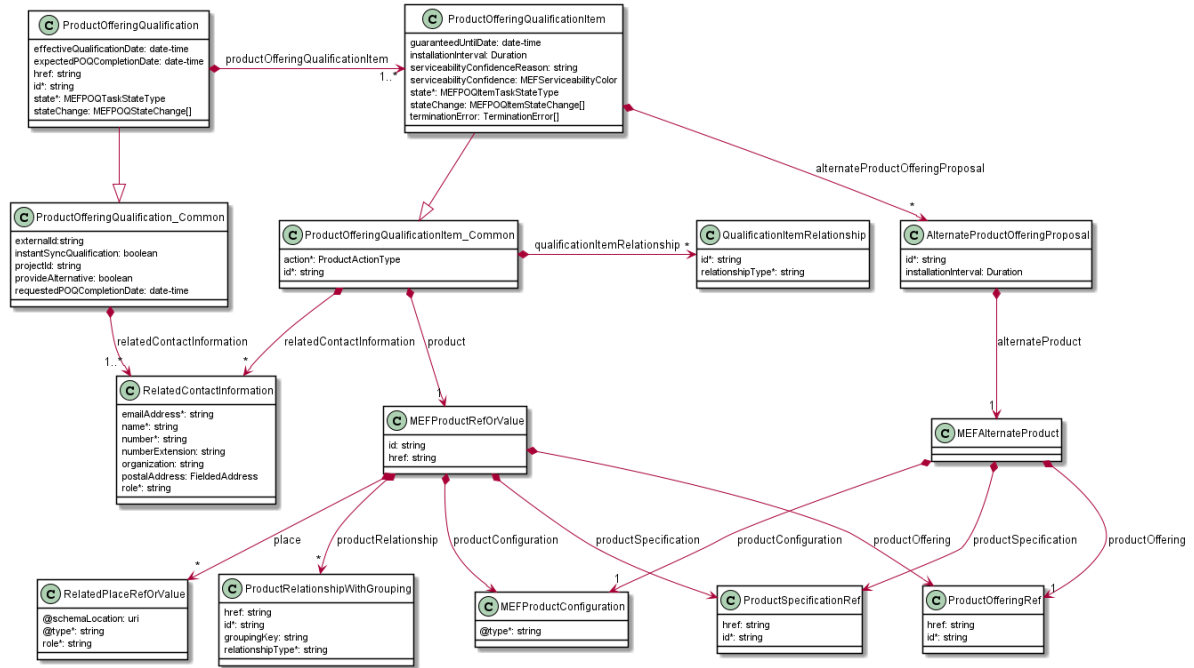 C ProductOfferingQualification
effectiveQualificationDate: date-time
expectedPOQCompletionDate: date-time
href: string
id*: string
state*: MEFPOQTaskStateType
stateChange: MEFPOQStateChange[]
productOfferingQualificationItem
1..*
C ProductOfferingQualificationItem
guaranteedUntilDate: date-time
installationInterval: Duration
serviceabilityConfidenceReason: string
serviceabilityConfidence: MEFServiceabilityColor
state*: MEFPOQItemTaskStateType
stateChange: MEFPOQItemStateChange[]
terminationError: TerminationError[]
alternateProductOfferingProposal
*
C ProductOfferingQualification_Common
externalId:string
instantSyncQualification: boolean
projectId: string
provideAlternative: boolean
requestedPOQCompletionDate: date-time
C ProductOfferingQualificationItem_Common
action*: ProductActionType
id*: string
qualificationItemRelationship
*
C QualificationItemRelationship
id*: string
relationshipType*: string
C AlternateProductOfferingProposal
id*: string
installationInterval: Duration
relatedContactInformation
1..*
relatedContactInformation
*
product
1
alternateProduct
1
C RelatedContactInformation
emailAddress*: string
name*: string
number*: string
numberExtension: string
organization: string
postalAddress: FieldedAddress
role*: string
C MEFProductRefOrValue
id: string
href: string
C MEFAlternateProduct
place
*
productRelationship
*
productConfiguration
productSpecification
productConfiguration
1
productOffering
productSpecification
productOffering
1
C RelatedPlaceRefOrValue
@schemaLocation: uri
@type*: string
role*: string
C ProductRelationshipWithGrouping
href: string
id*: string
groupingKey: string
relationshipType*: string
C MEFProductConfiguration
@type*: string
C ProductSpecificationRef
href: string
id*: string
C ProductOfferingRef
href: string
id*: string